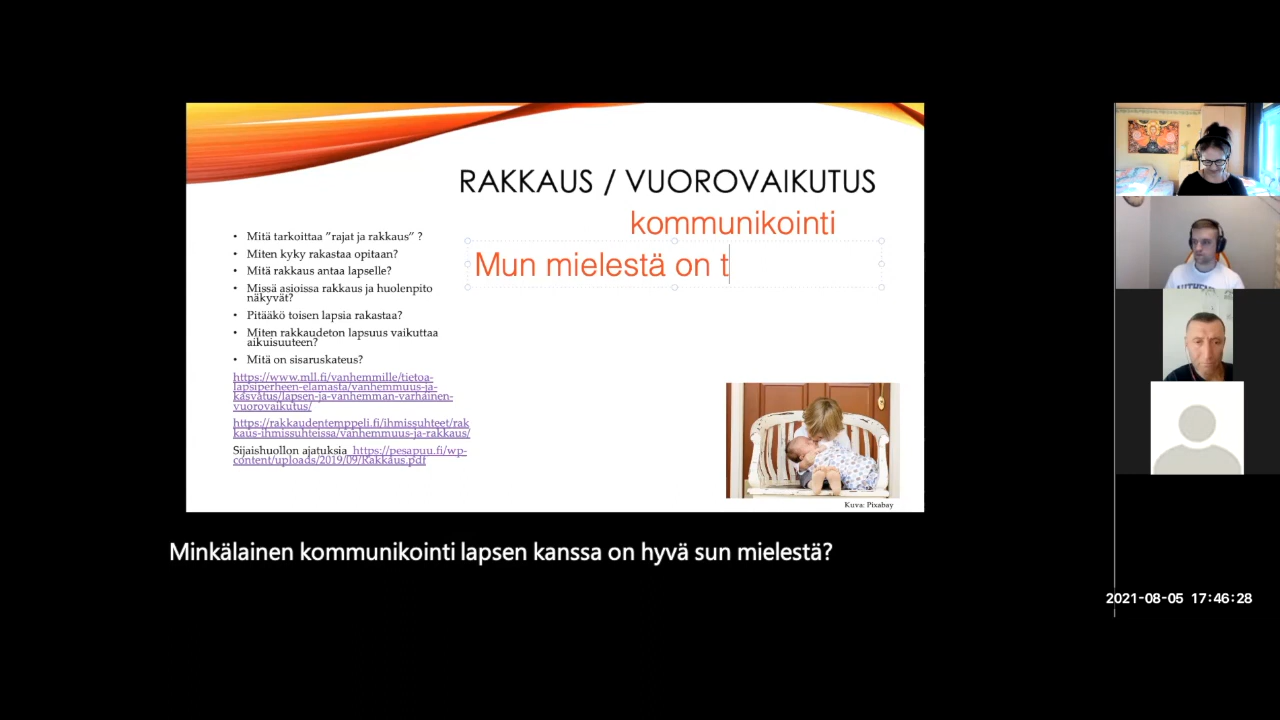 RAKKAUS / VUOROVAIKUTUS
kommunikointi
Mun mielestä on t
• Mitä tarkoittaa ”rajat ja rakkaus” ?
• Miten kyky rakastaa opitaan?
• Mitä rakkaus antaa lapselle?
• Missä asioissa rakkaus ja huolenpito
näkyvät?
• Pitääkö toisen lapsia rakastaa?
• Miten rakkaudeton lapsuus vaikuttaa
aikuisuuteen?
• Mitä on sisaruskateus?
https://www.mll.fi/vanhemmille/tietoa-
lapsiperheen-elamasta/vanhemmuus-ja-
kasvatus/lapsen-ja-vanhemman-varhainen-
vuorovaikutus/
https://rakkaudentemppeli.fi/ihmissuhteet/rak
kaus-ihmissuhteissa/vanhemmuus-ja-rakkaus/
Sijaishuollon ajatuksia https://pesapuu.fi/wp-
content/uploads/2019/09/Rakkaus.pdf
Kuva: Pixabay
Minkälainen kommunikointi lapsen kanssa on hyvä sun mielestä?
2021-08-05 17:46:28